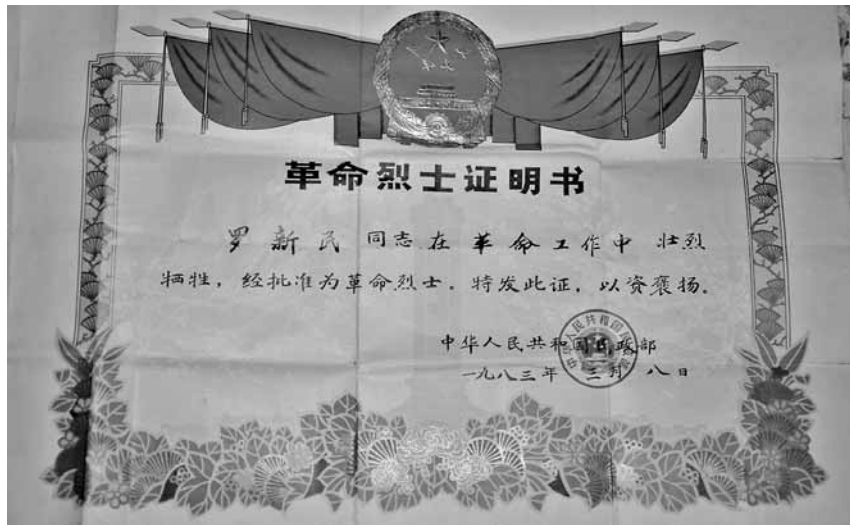 革命烈士证明书
罗新民 同志在革命工作中 壮烈
牺牲，经批准为革命烈士。特发此证，以资褒扬。
中华人民共和国民政部
一九八三年 三月 八日